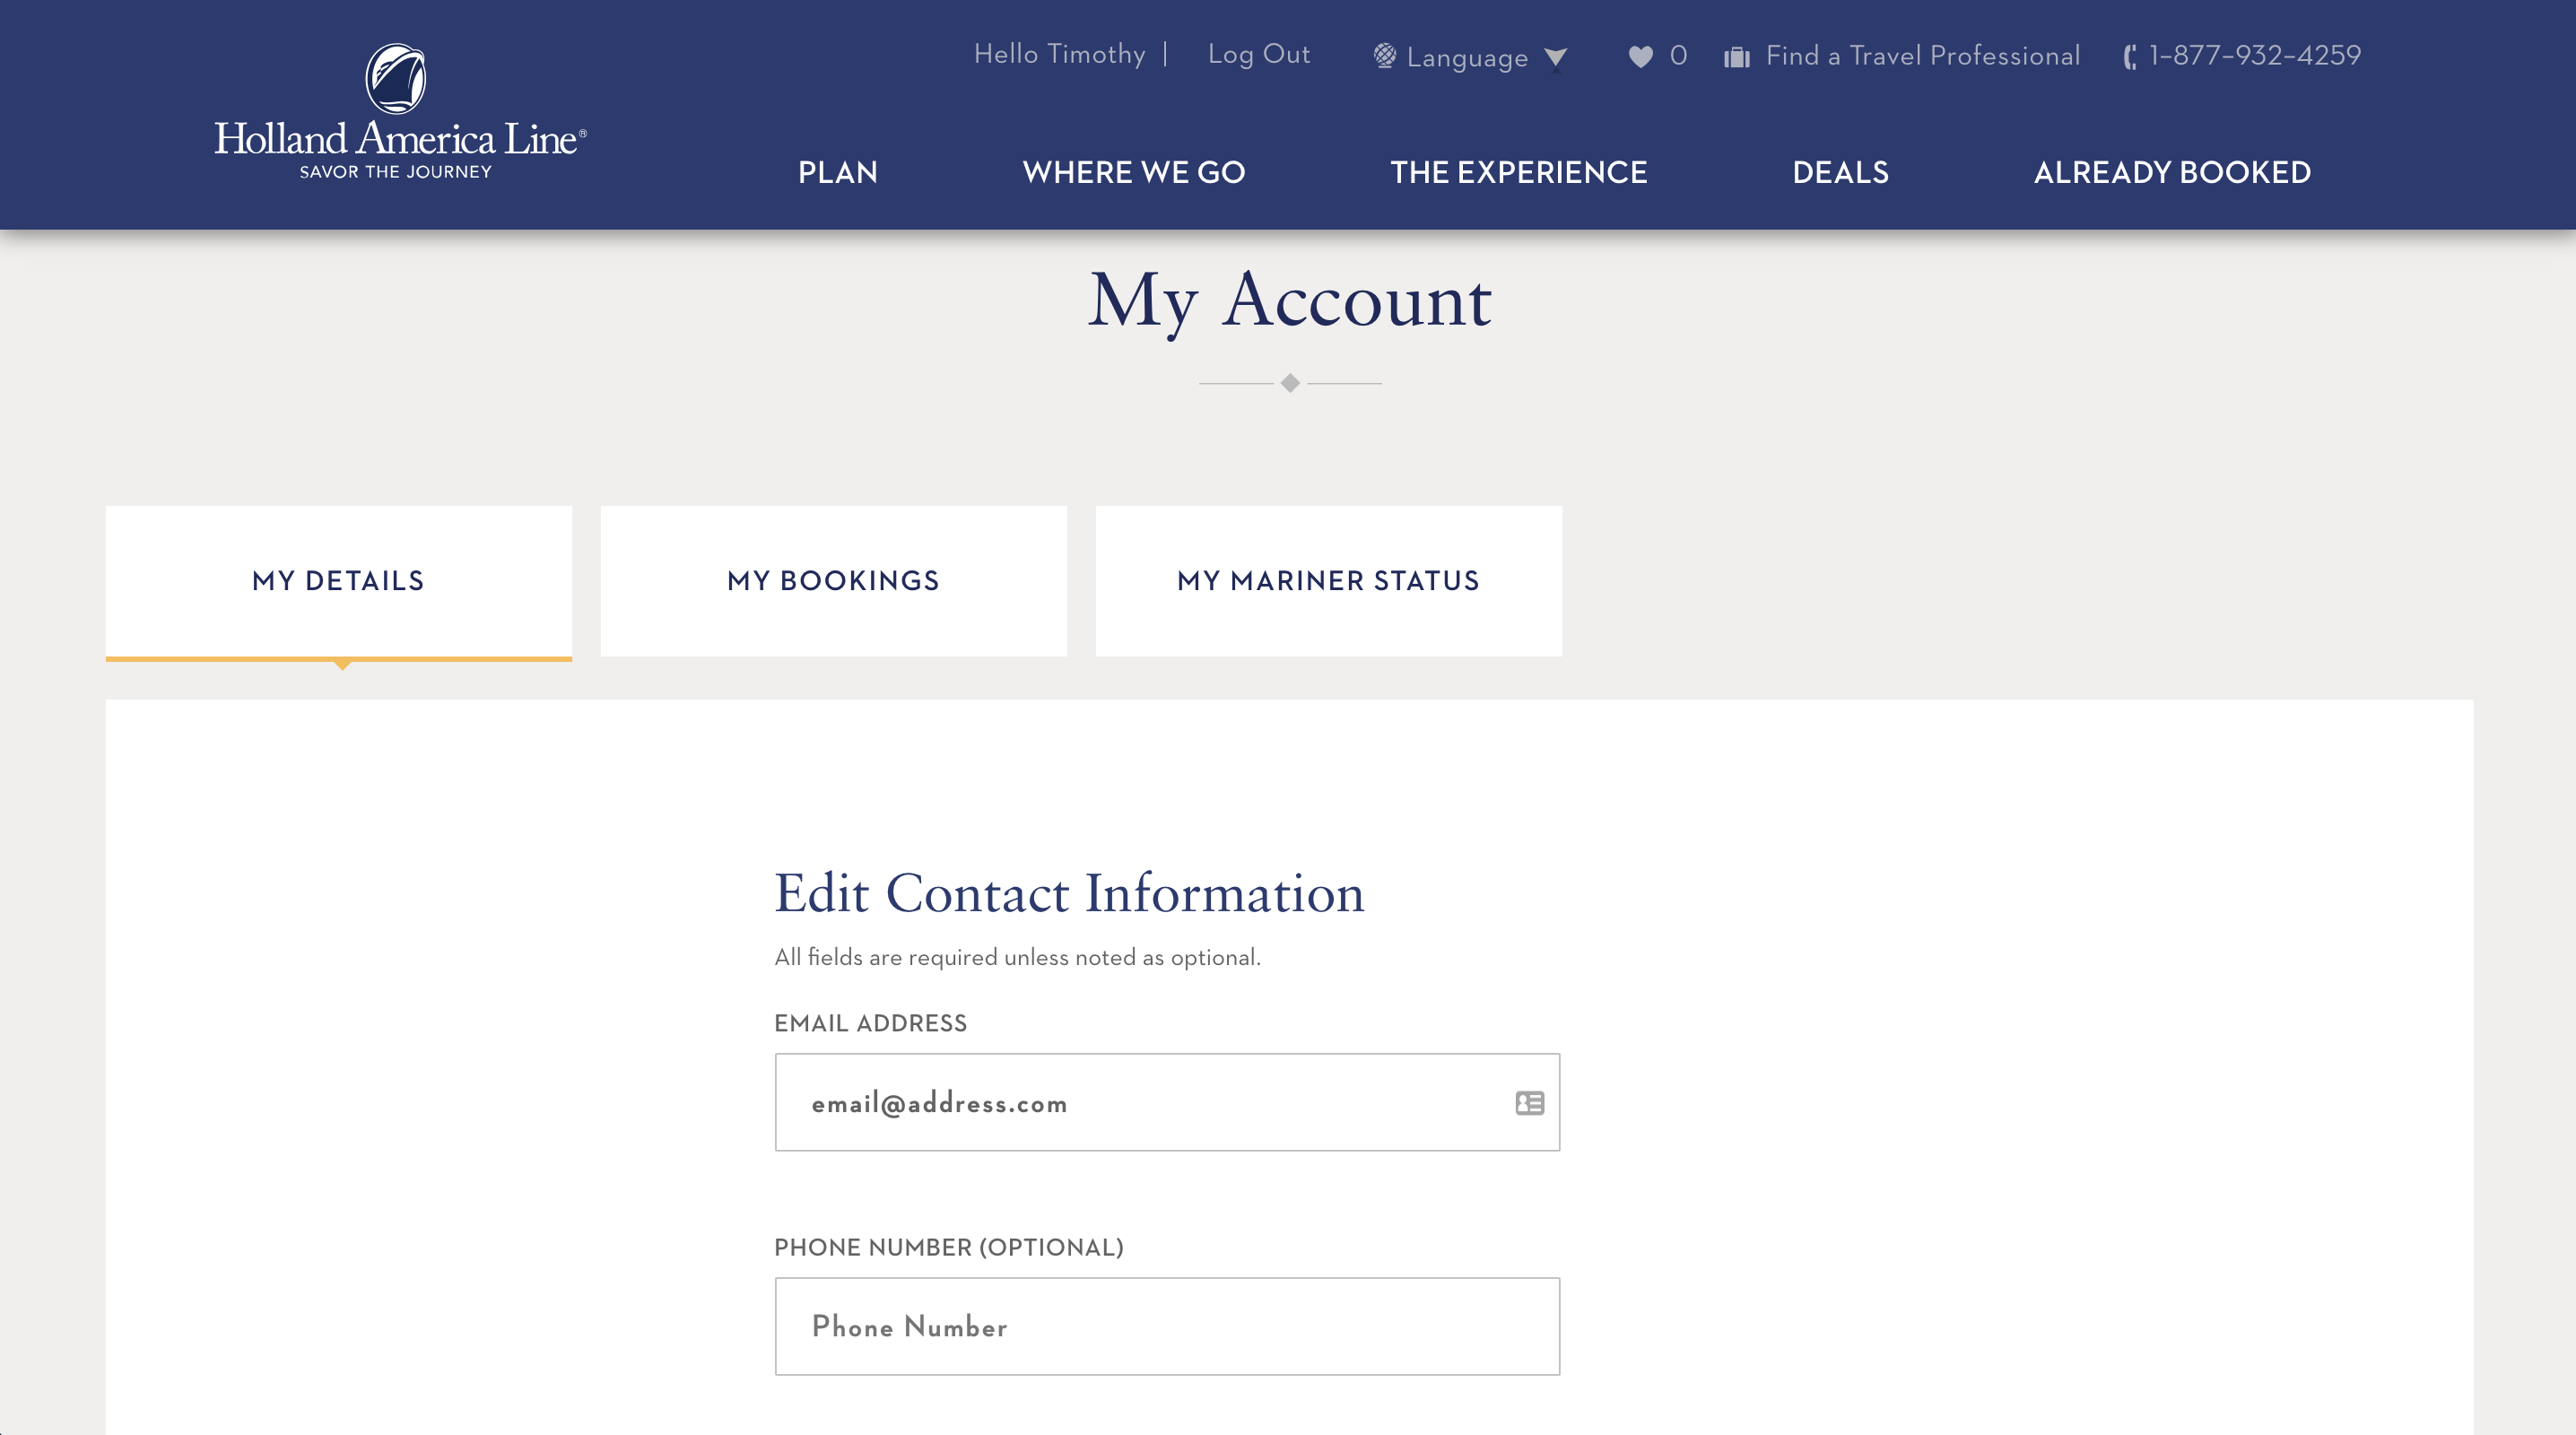 Hello Timothy | Log Out Language 0 Find a Travel Professional 1-877-932-4259
Holland America Line®
SAVOR THE JOURNEY
PLAN WHERE WE GO THE EXPERIENCE DEALS ALREADY BOOKED
My Account
MY DETAILS MY BOOKINGS MY MARINER STATUS
Edit Contact Information
All fields are required unless noted as optional.
EMAIL ADDRESS
email@address.com
PHONE NUMBER (OPTIONAL)
Phone Number